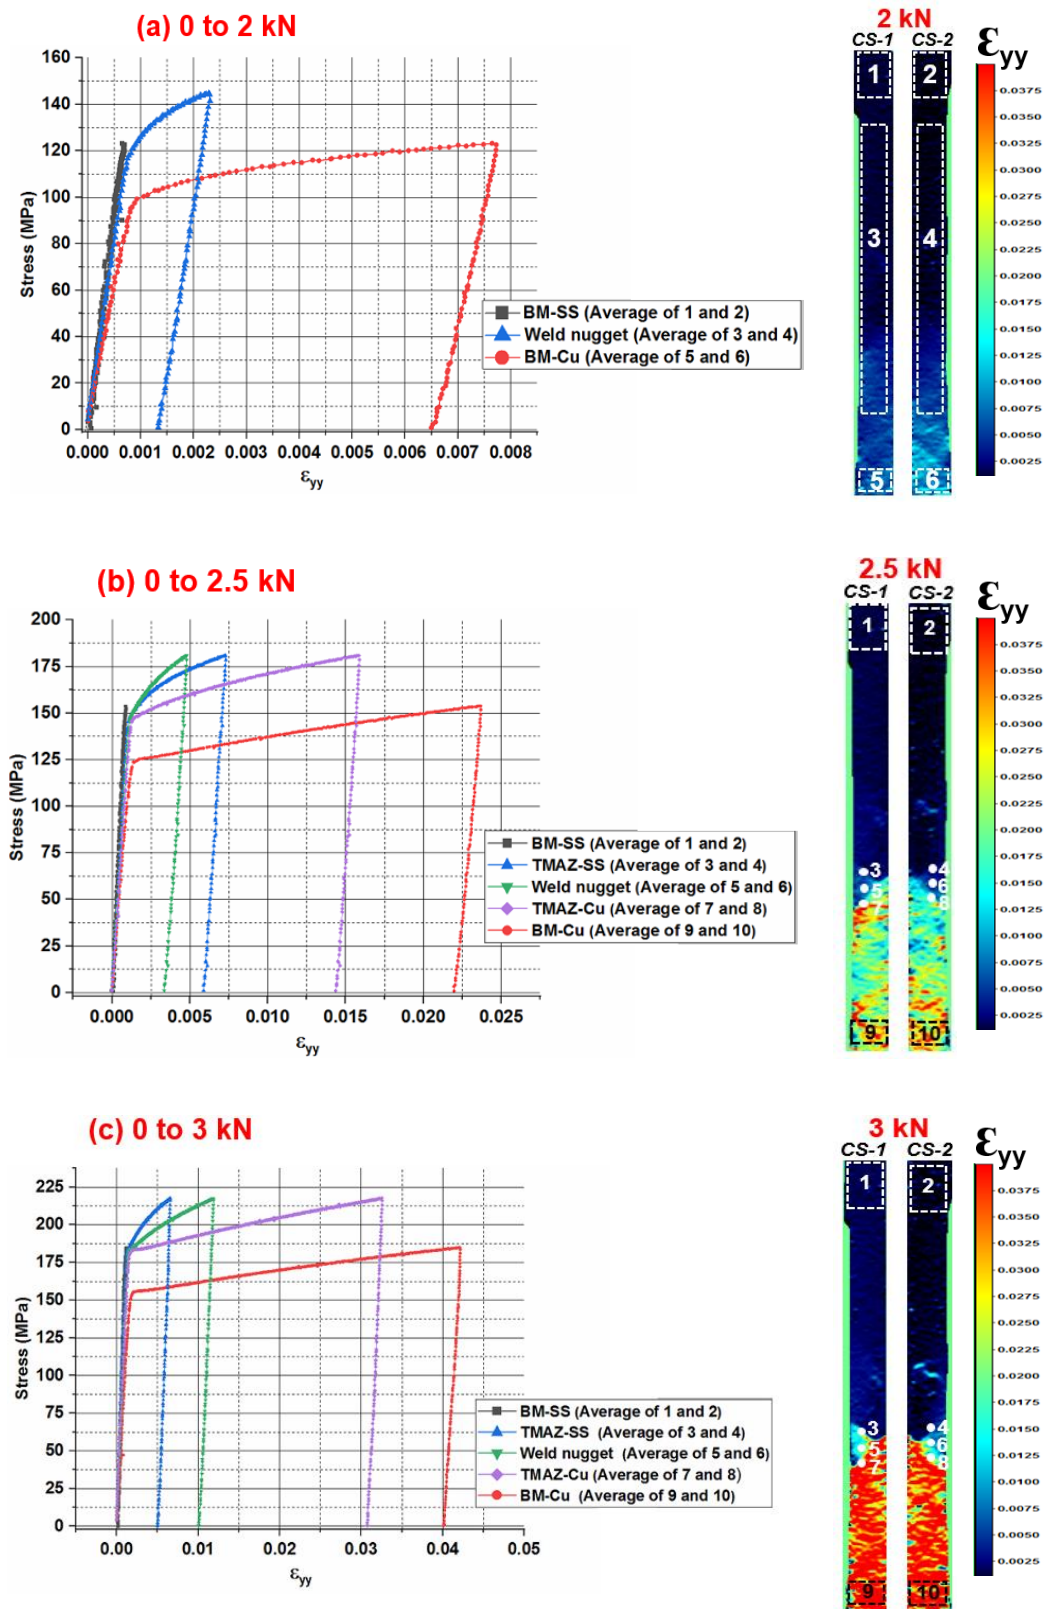 (a) 0 to 2 kN
160
140
120
100
80
60
40
20
0
Stress (MPa)
0.000 0.001 0.002 0.003 0.004 0.005 0.006 0.007 0.008
εyy
BM-SS (Average of 1 and 2)
Weld nugget (Average of 3 and 4)
BM-Cu (Average of 5 and 6)
2 kN
CS-1 CS-2
1 2
3 4
5 6
εyy
0.0375
0.0350
0.0325
0.0300
0.0275
0.0250
0.0225
0.0200
0.0175
0.0150
0.0125
0.0100
0.0075
0.0050
0.0025
(b) 0 to 2.5 kN
200
175
150
125
100
75
50
25
0
Stress (MPa)
0.000 0.005 0.010 0.015 0.020 0.025
εyy
BM-SS (Average of 1 and 2)
TMAZ-SS (Average of 3 and 4)
Weld nugget (Average of 5 and 6)
TMAZ-Cu (Average of 7 and 8)
BM-Cu (Average of 9 and 10)
2.5 kN
CS-1 CS-2
1 2
3 4
5 6
7 8
9 10
εyy
0.0375
0.0350
0.0325
0.0300
0.0275
0.0250
0.0225
0.0200
0.0175
0.0150
0.0125
0.0100
0.0075
0.0050
0.0025
(c) 0 to 3 kN
225
200
175
150
125
100
75
50
25
0
Stress (MPa)
0.00 0.01 0.02 0.03 0.04 0.05
εyy
BM-SS (Average of 1 and 2)
TMAZ-SS (Average of 3 and 4)
Weld nugget (Average of 5 and 6)
TMAZ-Cu (Average of 7 and 8)
BM-Cu (Average of 9 and 10)
3 kN
CS-1 CS-2
1 2
3 4
5 6
7 8
9 10
εyy
0.0375
0.0350
0.0325
0.0300
0.0275
0.0250
0.0225
0.0200
0.0175
0.0150
0.0125
0.0100
0.0075
0.0050
0.0025